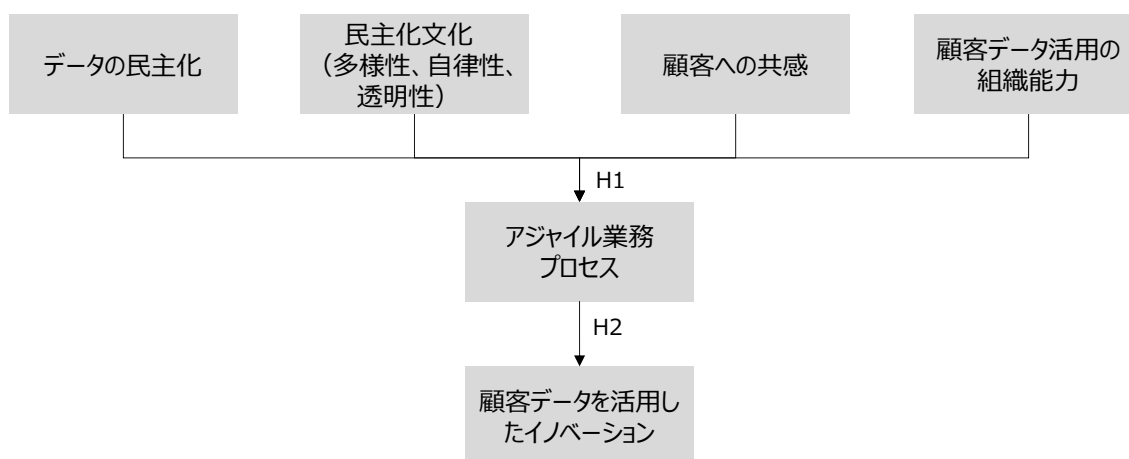 データの民主化
民主化文化
（多様性、自律性、
透明性）
顧客への共感
顧客データ活用の
組織能力
H1
アジャイル業務
プロセス
H2
顧客データを活用し
たイノベーション